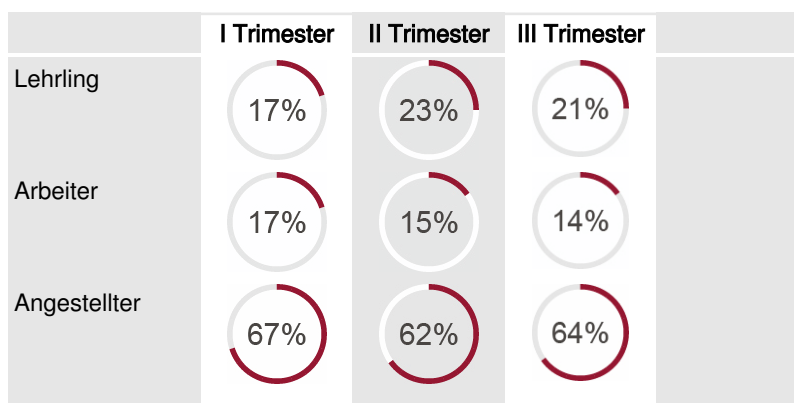 I Trimester II Trimester III Trimester
Lehrling 17% 23% 21%
Arbeiter 17% 15% 14%
Angestellter 67% 62% 64%